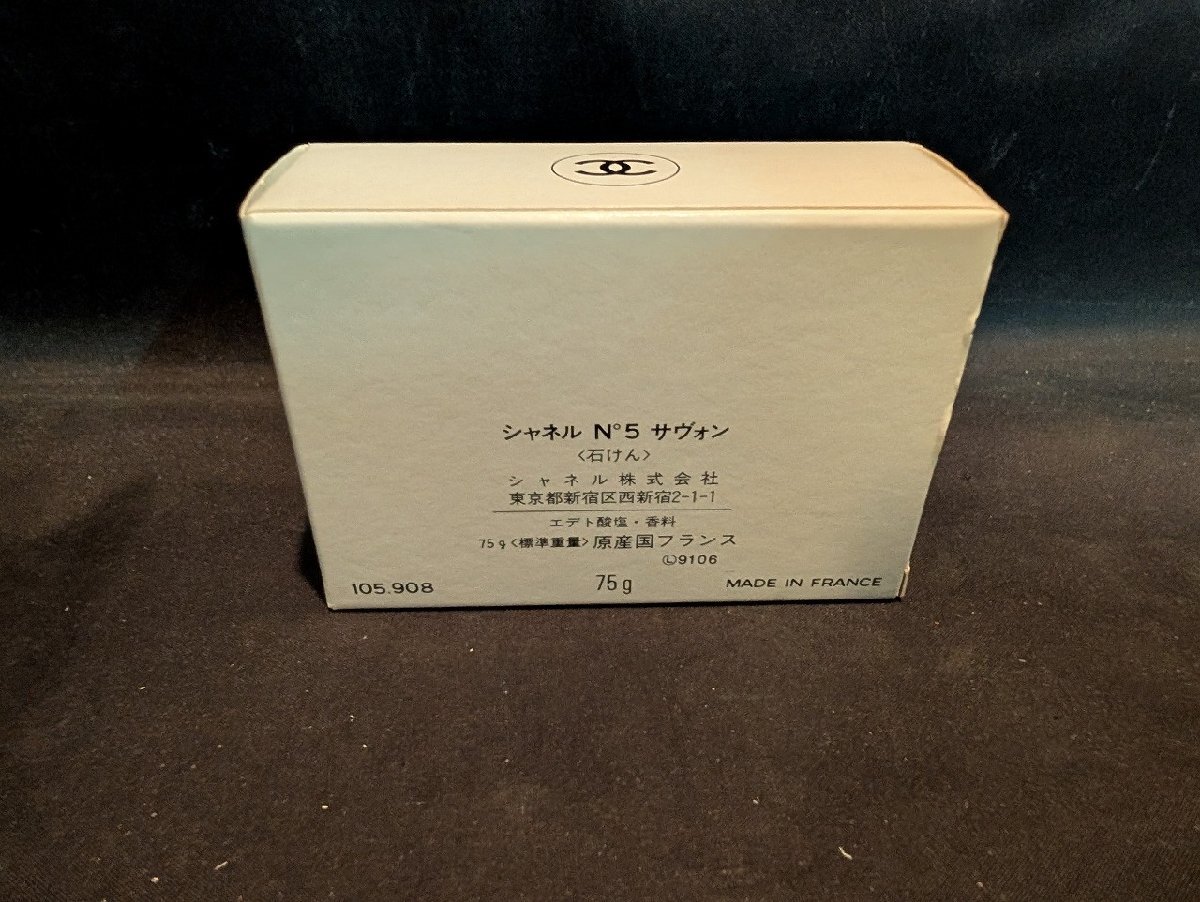 シャネル N°5 サヴォン
〈石けん〉
シャネル株式会社
東京都新宿区西新宿2-1-1
エデト酸塩・香料
75g〈標準重量〉原産国フランス
Ⓛ9106
105.908 75g MADE IN FRANCE